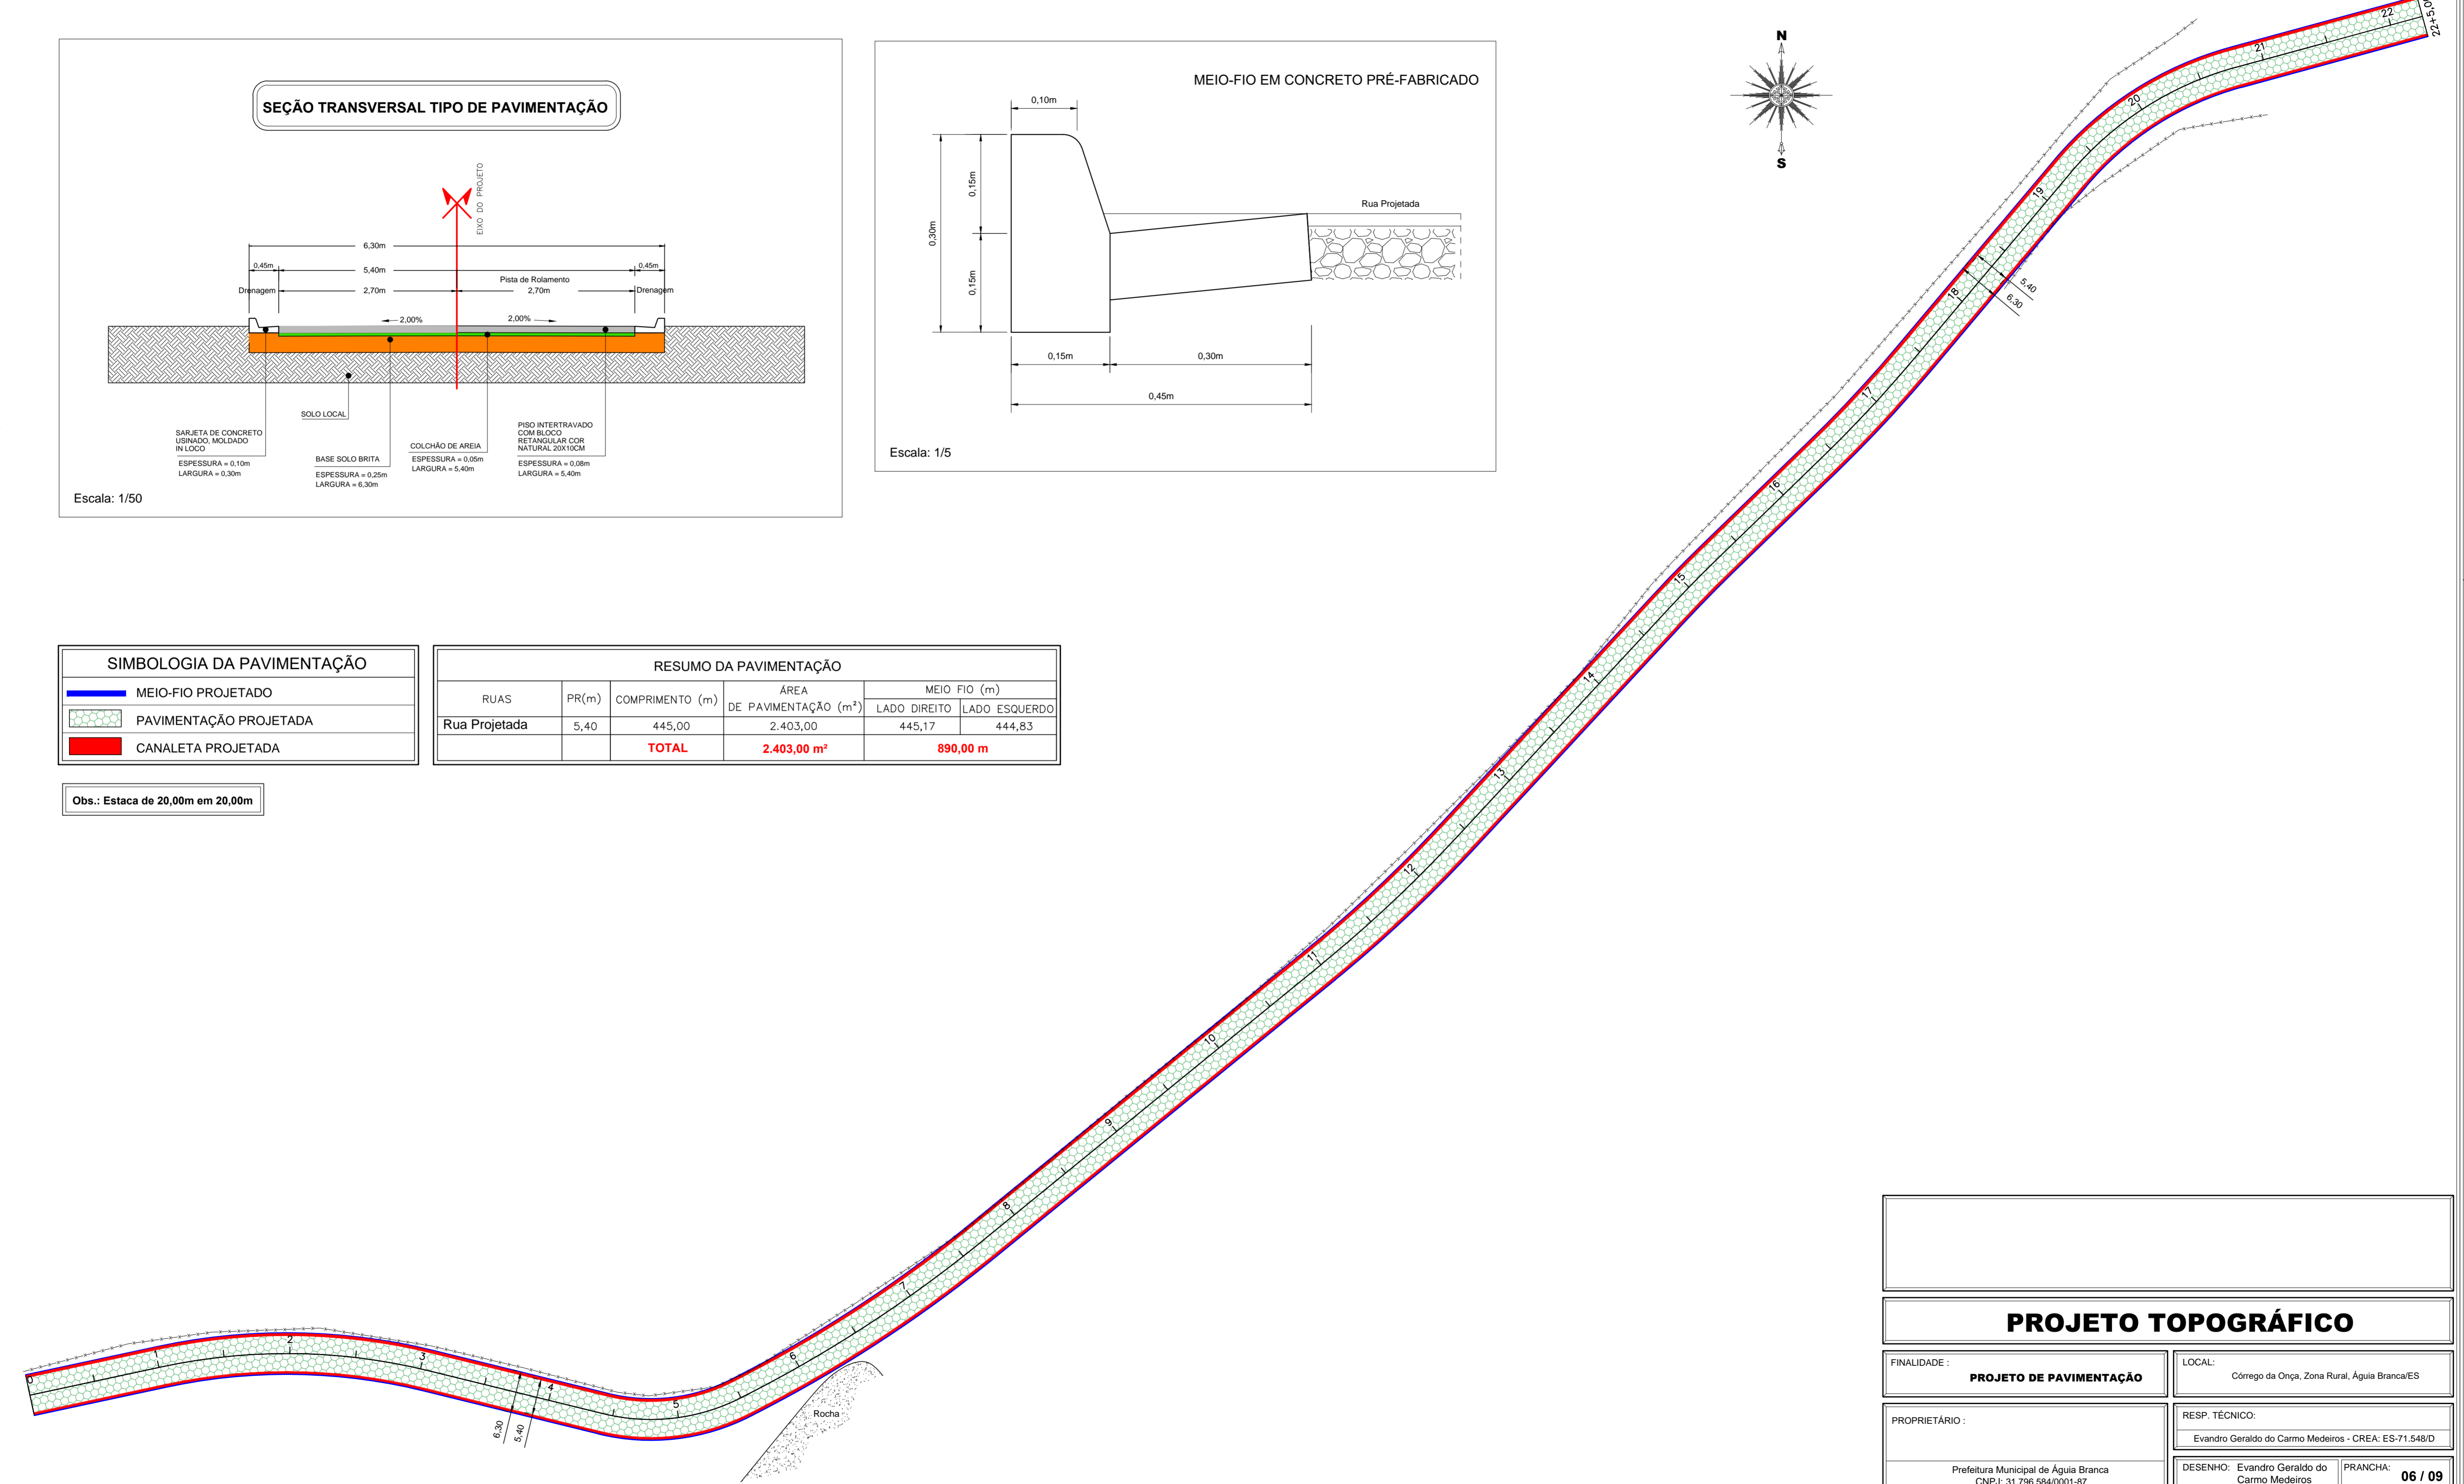 SEÇÃO TRANSVERSAL TIPO DE PAVIMENTAÇÃO
EIXO DO PROJETO
6,30m
0,45m
5,40m
0,45m
Pista de Rolamento
Drenagem
2,70m
2,70m
Drenagem
2,00%
2,00%
SOLO LOCAL
SARJETA DE CONCRETO
USINADO, MOLDADO
IN LOCO
ESPESSURA = 0,10m
LARGURA = 0,30m
BASE SOLO BRITA
ESPESSURA = 0,25m
LARGURA = 6,30m
COLCHÃO DE AREIA
ESPESSURA = 0,05m
LARGURA = 5,40m
PISO INTERTRAVADO
COM BLOCO
RETANGULAR COR
NATURAL 20X10CM
ESPESSURA = 0,08m
LARGURA = 5,40m
Escala: 1/50
MEIO-FIO EM CONCRETO PRÉ-FABRICADO
0,10m
0,15m
0,30m
0,15m
Rua Projetada
0,15m
0,30m
0,45m
Escala: 1/5
N
S
SIMBOLOGIA DA PAVIMENTAÇÃO
MEIO-FIO PROJETADO
PAVIMENTAÇÃO PROJETADA
CANALETA PROJETADA
RESUMO DA PAVIMENTAÇÃO
RUAS PR(m) COMPRIMENTO (m) ÁREA DE PAVIMENTAÇÃO (m²) MEIO FIO (m)
LADO DIREITO LADO ESQUERDO
Rua Projetada 5,40 445,00 2.403,00 445,17 444,83
TOTAL 2.403,00 m² 890,00 m
Obs.: Estaca de 20,00m em 20,00m
0
1
2
3
4
5
6
7
8
9
10
11
12
13
14
15
16
17
18
19
20
21
22
6,30
5,40
5,40
6,30
Rocha
PROJETO TOPOGRÁFICO
FINALIDADE :
PROJETO DE PAVIMENTAÇÃO
LOCAL:
Córrego da Onça, Zona Rural, Águia Branca/ES
PROPRIETÁRIO :
Prefeitura Municipal de Águia Branca
CNPJ: 31.796.584/0001-87
RESP. TÉCNICO:
Evandro Geraldo do Carmo Medeiros - CREA: ES-71.548/D
DESENHO: Evandro Geraldo do
Carmo Medeiros
PRANCHA:
06 / 09